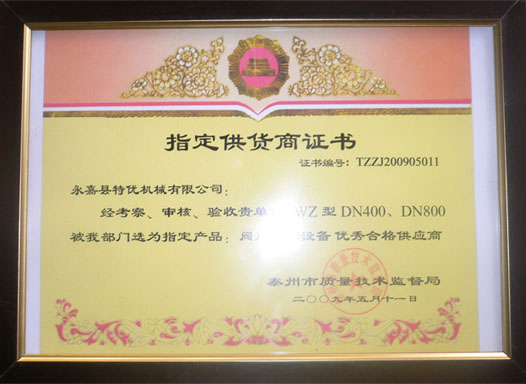 指定供货商证书
证书编号：TZZJ200905011
永嘉县特优机械有限公司：
经考察、审核、验收贵单 WZ 型 DN400、DN800
被我部门选为指定产品： 设备 优秀合格供应商
泰州市质量技术监督局
二〇〇九年五月十一日